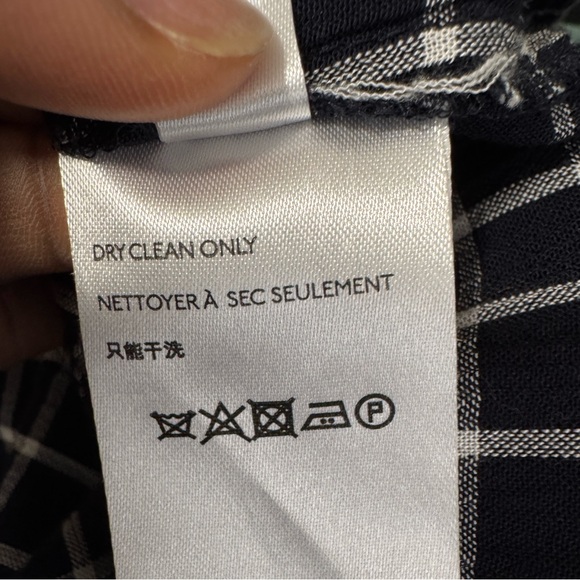 DRY CLEAN ONLY
NETTOYER À SEC SEULEMENT
只能干洗
P